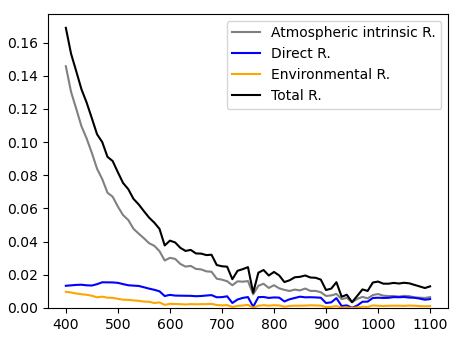 Atmospheric intrinsic R.
Direct R.
Environmental R.
Total R.
0.16
0.14
0.12
0.10
0.08
0.06
0.04
0.02
0.00
400 500 600 700 800 900 1000 1100